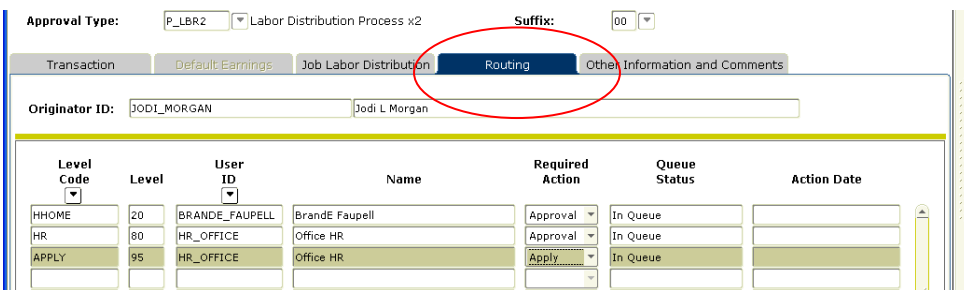 Approval Type: P_LBR2 Labor Distribution Process x2 Suffix: 00
Transaction Default Earnings Job Labor Distribution Routing Other Information and Comments
Originator ID: JODI_MORGAN Jodi L Morgan
Level Code Level User ID Name Required Action Queue Status Action Date
HHOME 20 BRANDE_FAUPELL BrandE Faupell Approval In Queue
HR 80 HR_OFFICE Office HR Approval In Queue
APPLY 95 HR_OFFICE Office HR Apply In Queue